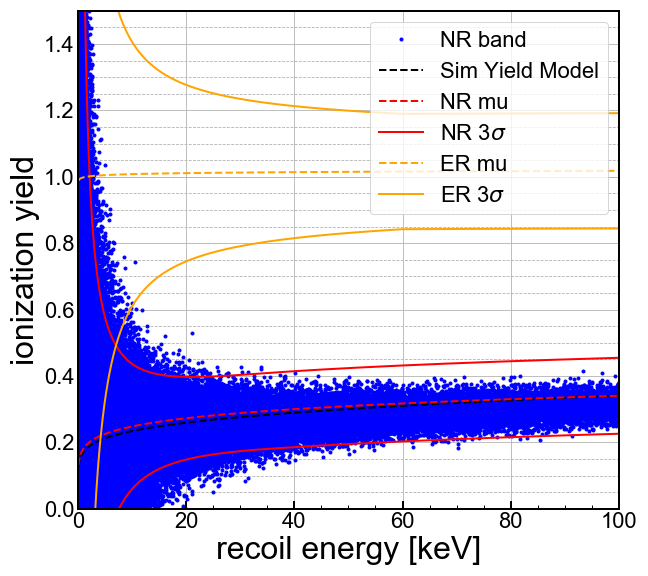 NR band
Sim Yield Model
NR mu
NR 3σ
ER mu
ER 3σ
ionization yield
1.4
1.2
1.0
0.8
0.6
0.4
0.2
0.0
0 20 40 60 80 100
recoil energy [keV]